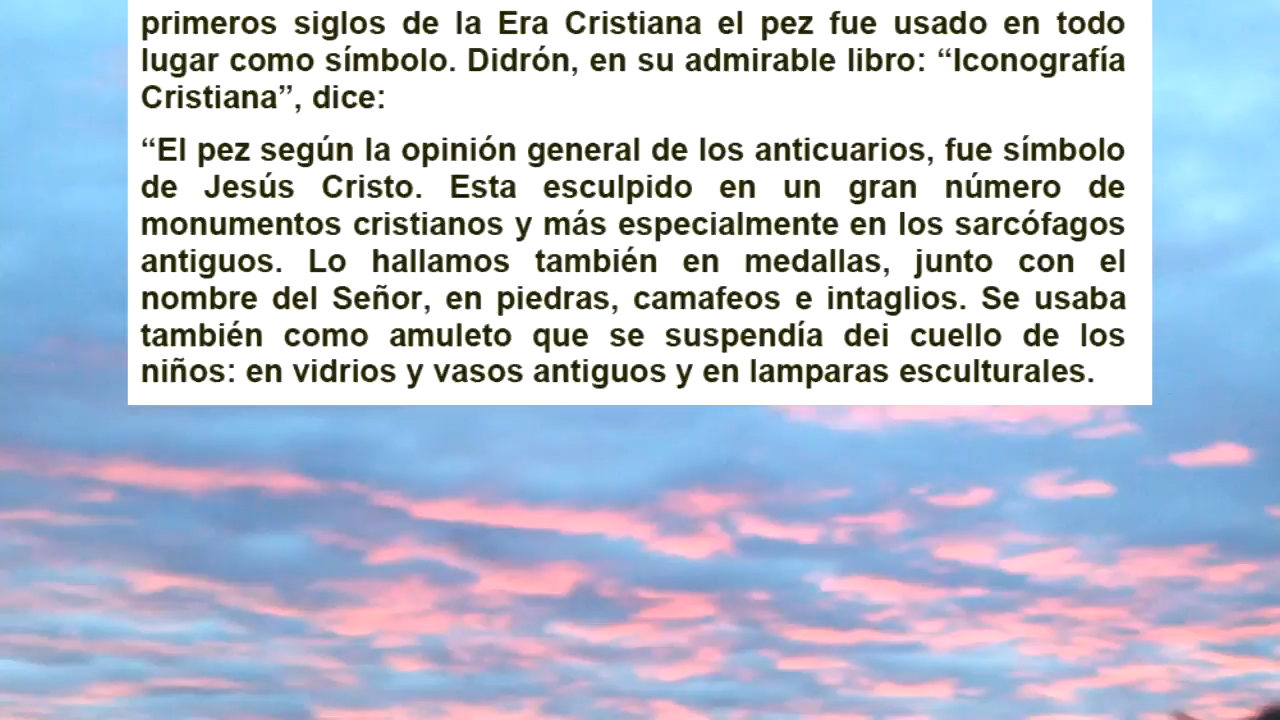 primeros siglos de la Era Cristiana el pez fue usado en todo
lugar como símbolo. Didrón, en su admirable libro: “Iconografía
Cristiana”, dice:
“El pez según la opinión general de los anticuarios, fue símbolo
de Jesús Cristo. Esta esculpido en un gran número de
monumentos cristianos y más especialmente en los sarcófagos
antiguos. Lo hallamos también en medallas, junto con el
nombre del Señor, en piedras, camafeos e intaglios. Se usaba
también como amuleto que se suspendía dei cuello de los
niños: en vidrios y vasos antiguos y en lamparas esculturales.